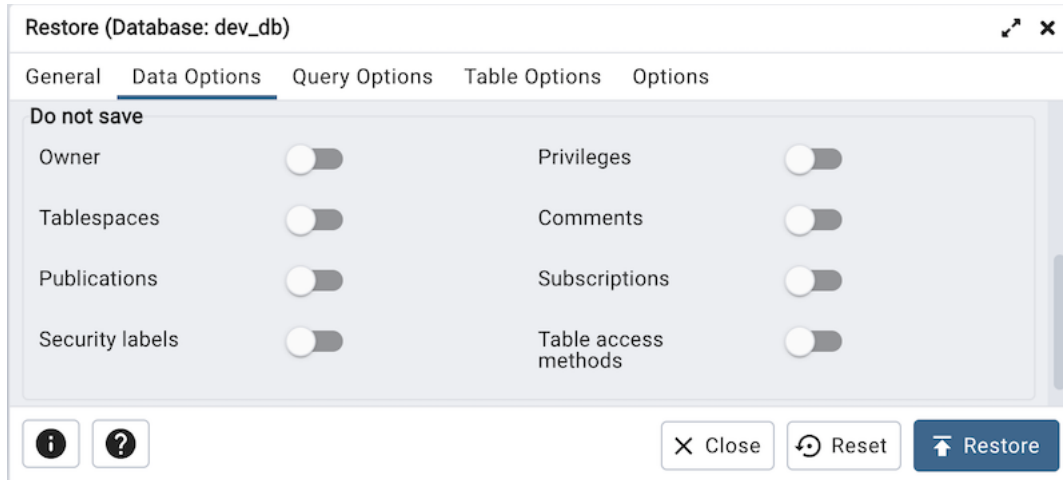 Restore (Database: dev_db)
General Data Options Query Options Table Options Options
Do not save
Owner Privileges
Tablespaces Comments
Publications Subscriptions
Security labels Table access
methods
Close Reset Restore